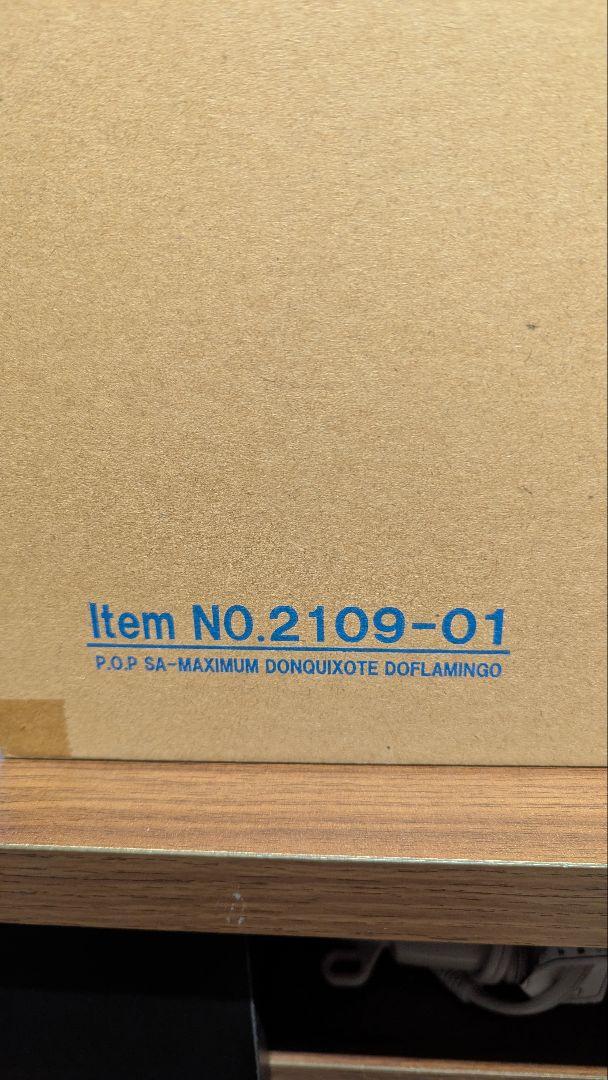 Item NO.2109-01
P.O.P SA-MAXIMUM DONQUIXOTE DOFLAMINGO